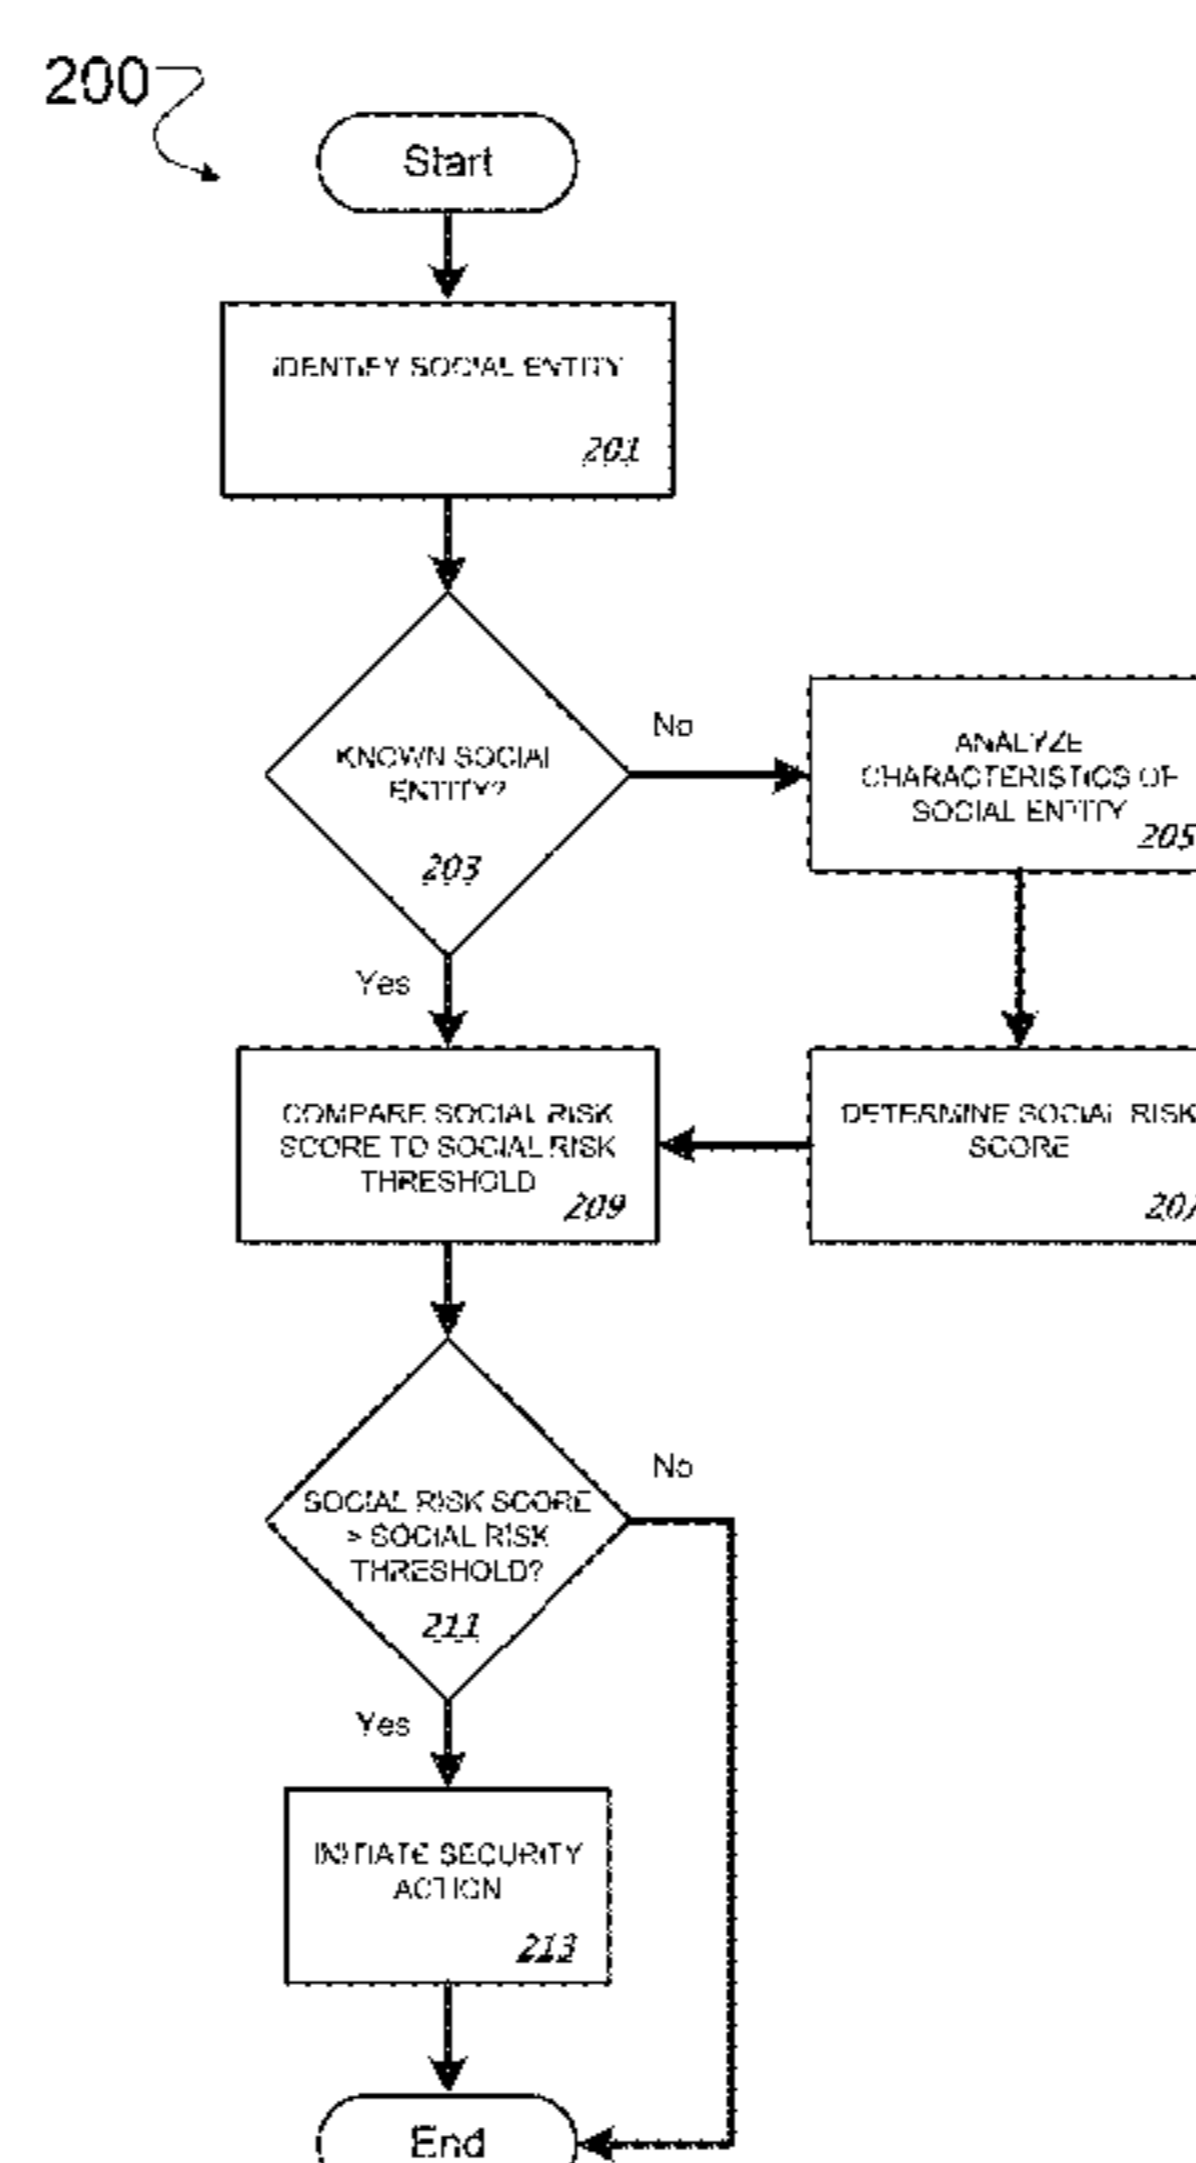 200
Start
IDENTIFY SOCIAL ENTITY
201
KNOWN SOCIAL
ENTITY?
203
No
ANALYZE
CHARACTERISTICS OF
SOCIAL ENTITY
205
Yes
COMPARE SOCIAL RISK
SCORE TO SOCIAL RISK
THRESHOLD
209
DETERMINE SOCIAL RISK
SCORE
207
SOCIAL RISK SCORE
> SOCIAL RISK
THRESHOLD?
211
No
Yes
INITIATE SECURITY
ACTION
213
End